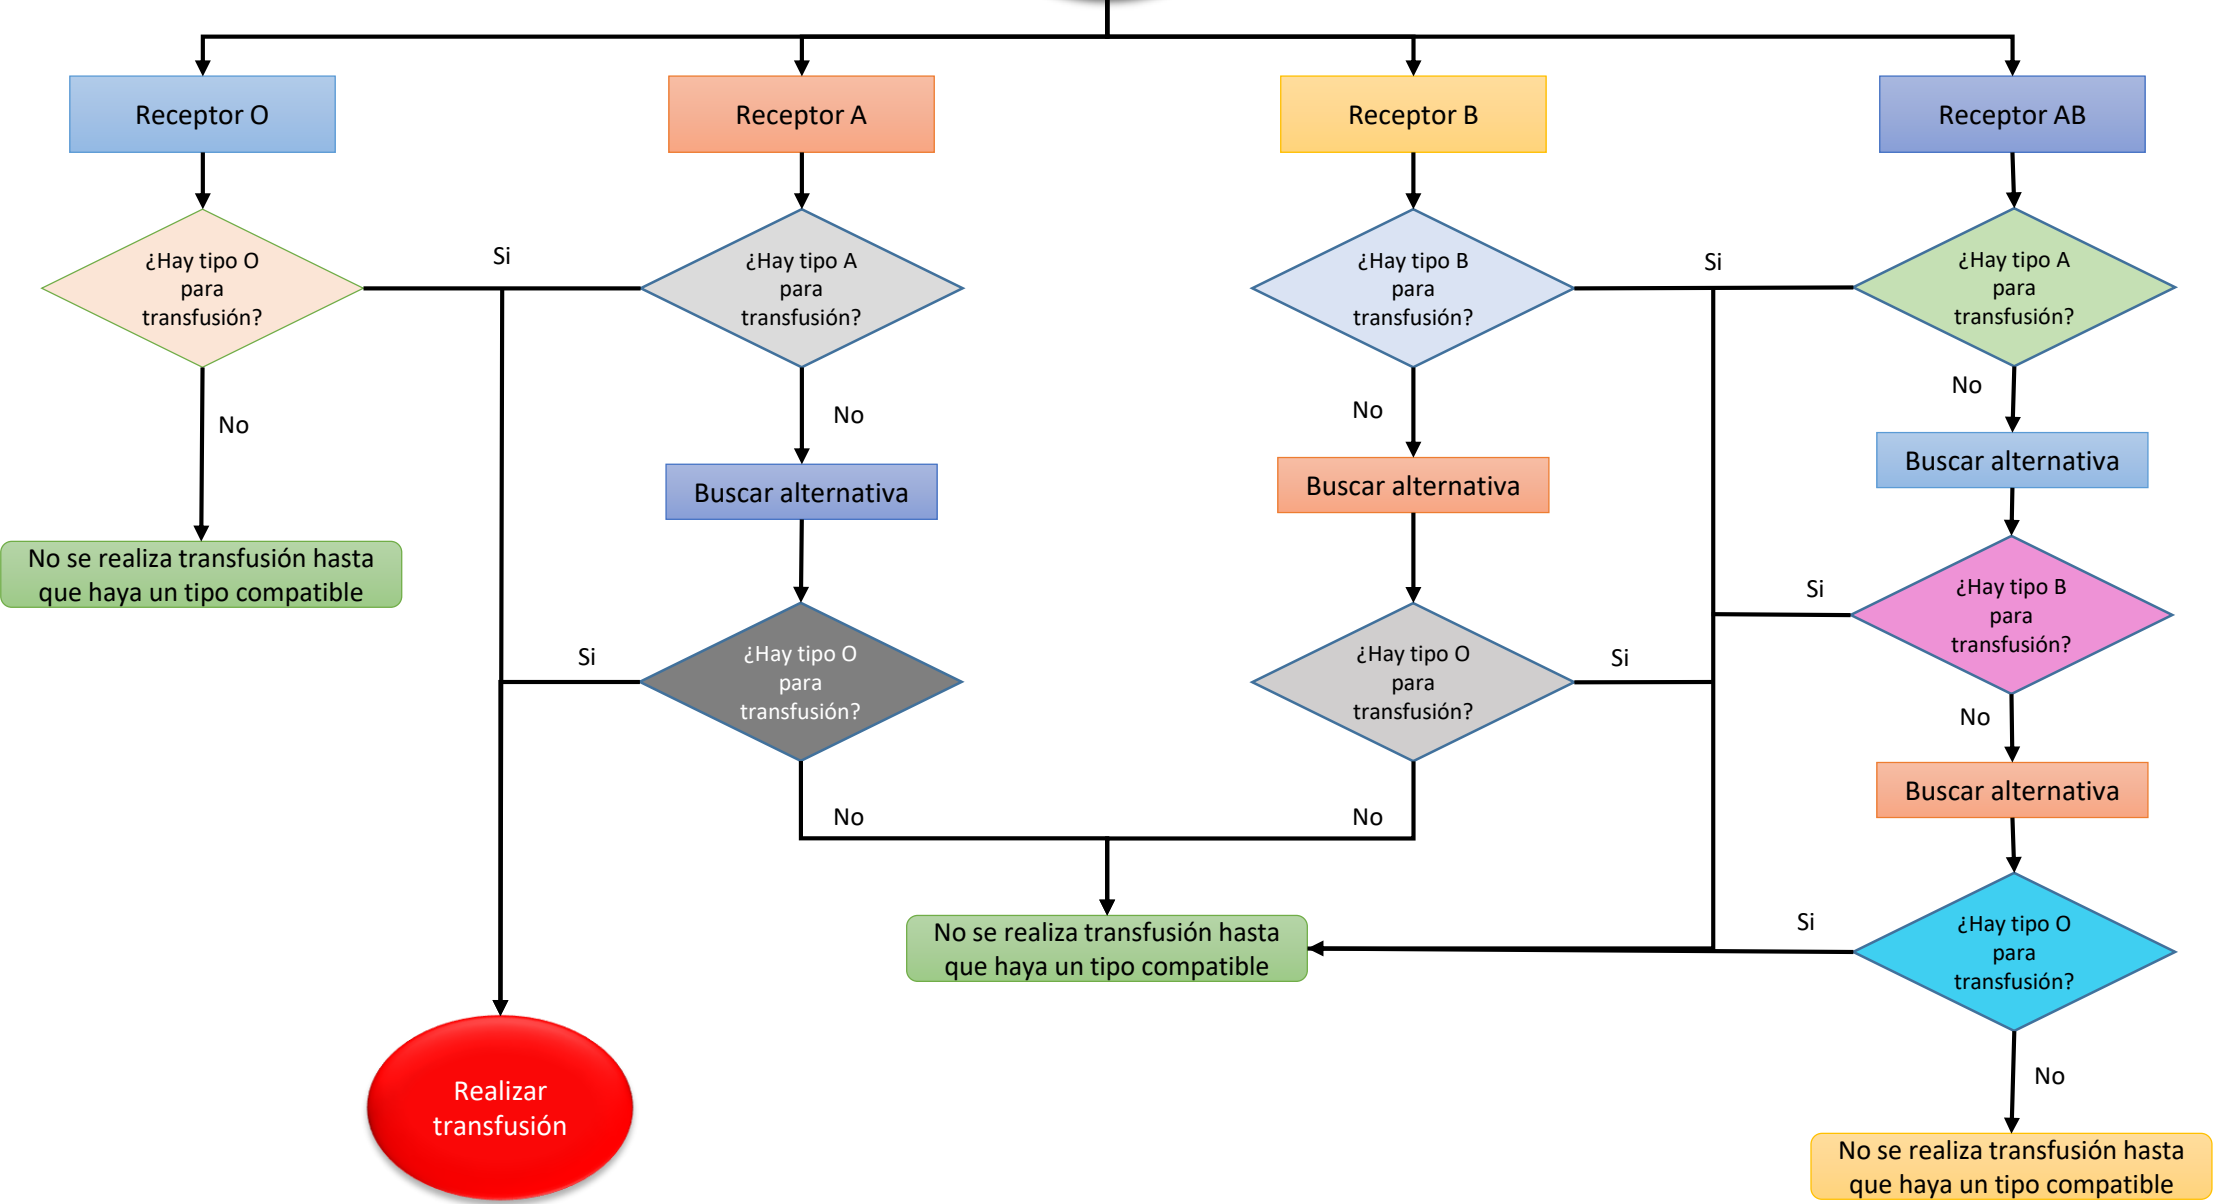 Receptor O
Receptor A
Receptor B
Receptor AB
¿Hay tipo O
para
transfusión?
Si
¿Hay tipo A
para
transfusión?
¿Hay tipo B
para
transfusión?
Si
¿Hay tipo A
para
transfusión?
No
No
No
No
Buscar alternativa
Buscar alternativa
Buscar alternativa
No se realiza transfusión hasta
que haya un tipo compatible
Si
¿Hay tipo O
para
transfusión?
¿Hay tipo O
para
transfusión?
Si
Si
¿Hay tipo B
para
transfusión?
No
Buscar alternativa
No
No
No se realiza transfusión hasta
que haya un tipo compatible
Si
¿Hay tipo O
para
transfusión?
Realizar
transfusión
No
No se realiza transfusión hasta
que haya un tipo compatible